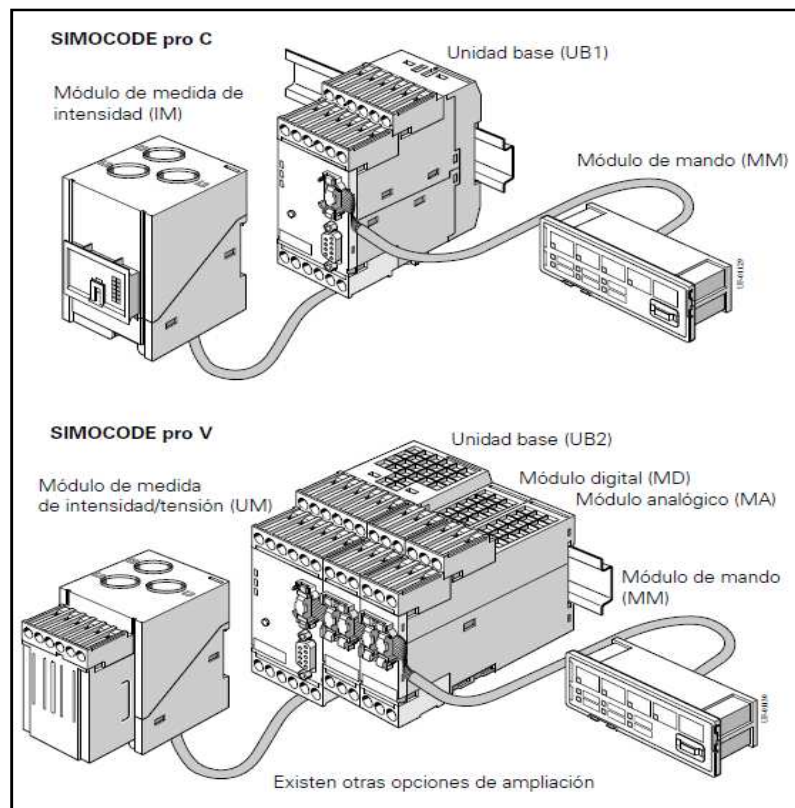 SIMOCODE pro C
Unidad base (UB1)
Módulo de medida de
intensidad (IM)
Módulo de mando (MM)
SIMOCODE pro V
Unidad base (UB2)
Módulo de medida
de intensidad/tensión (UM)
Módulo digital (MD)
Módulo analógico (MA)
Módulo de mando
(MM)
Existen otras opciones de ampliación